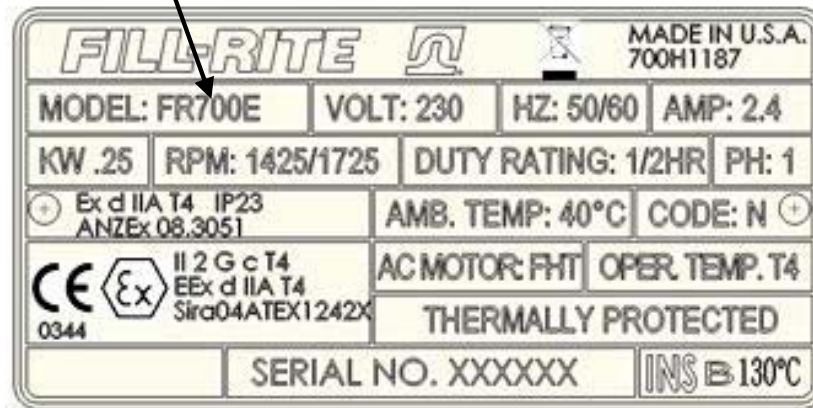 FILL-RITE MADE IN U.S.A.
700H1187
MODEL: FR700E VOLT: 230 HZ: 50/60 AMP: 2.4
KW .25 RPM: 1425/1725 DUTY RATING: 1/2HR PH: 1
Ex d IIA T4 IP23
ANZEx 08.3051
AMB. TEMP: 40°C CODE: N
CE 0344 Ex
II 2 G c T4
EEx d IIA T4
Sira04ATEX1242X
AC MOTOR: FHT OPER. TEMP. T4
THERMALLY PROTECTED
SERIAL NO. XXXXXX INS B 130°C